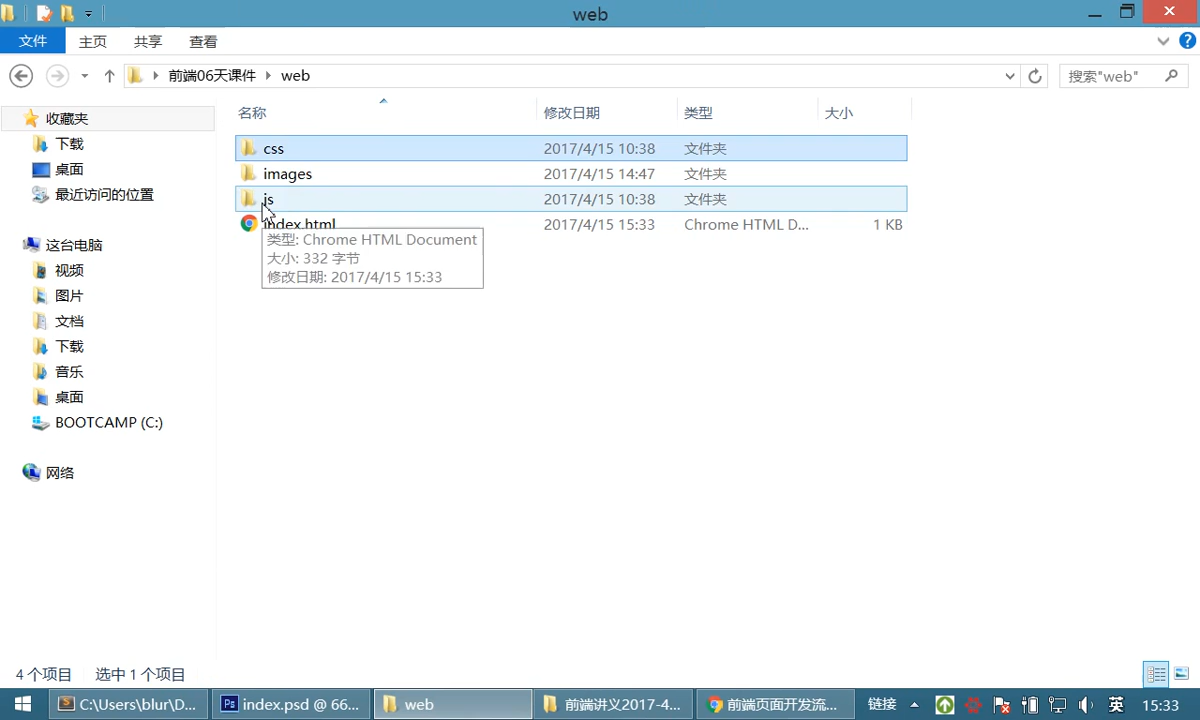 web
文件 主页 共享 查看
前端06天课件 web 搜索"web"
名称 修改日期 类型 大小
收藏夹
下载
桌面
最近访问的位置
这台电脑
视频
图片
文档
下载
音乐
桌面
BOOTCAMP (C:)
网络
css 2017/4/15 10:38 文件夹
images 2017/4/15 14:47 文件夹
js 2017/4/15 10:38 文件夹
index.html 2017/4/15 15:33 Chrome HTML D... 1 KB
类型: Chrome HTML Document
大小: 332 字节
修改日期: 2017/4/15 15:33
4 个项目 选中 1 个项目
C:\Users\blur\D... index.psd @ 66... web 前端讲义2017-4... 前端页面开发流... 链接 英 15:33